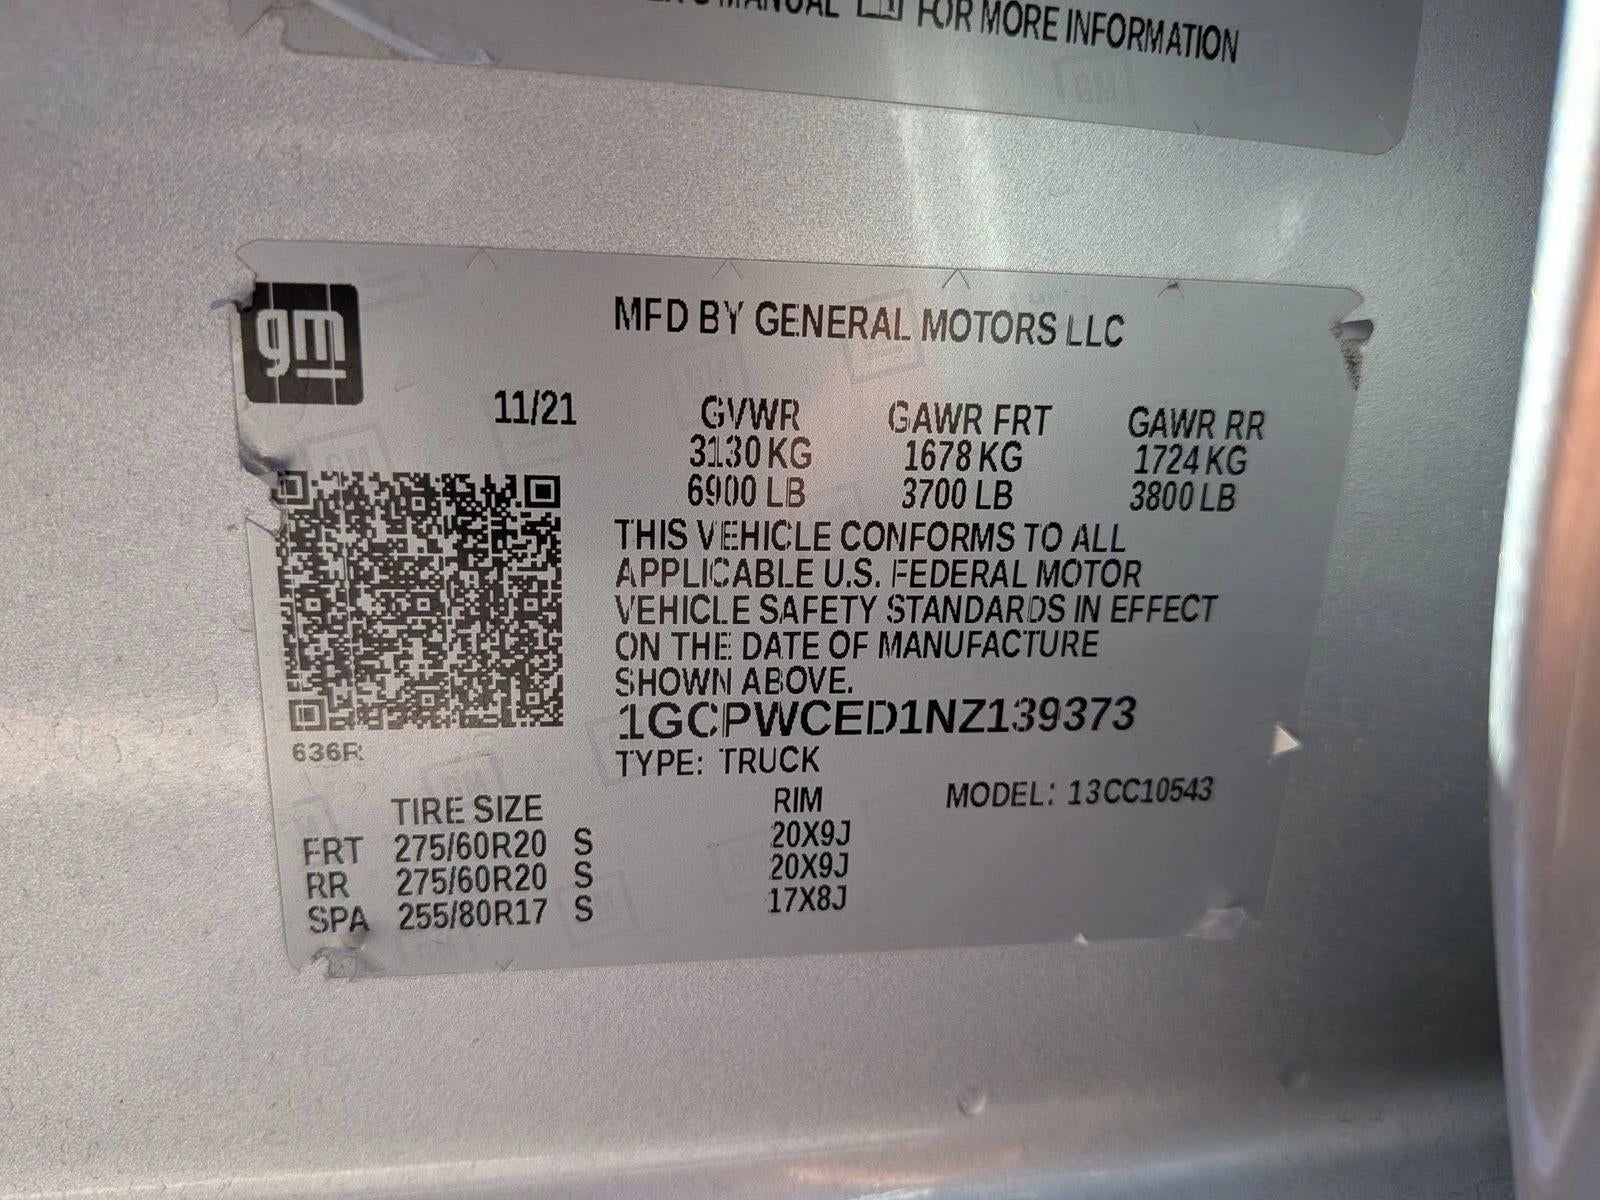 MANUAL FOR MORE INFORMATION
gm
MFD BY GENERAL MOTORS LLC
11/21 GVWR GAWR FRT GAWR RR
3130 KG 1678 KG 1724 KG
6900 LB 3700 LB 3800 LB
THIS VEHICLE CONFORMS TO ALL
APPLICABLE U.S. FEDERAL MOTOR
VEHICLE SAFETY STANDARDS IN EFFECT
ON THE DATE OF MANUFACTURE
SHOWN ABOVE.
1GCPWCED1NZ139373
636R
TYPE: TRUCK
TIRE SIZE RIM MODEL: 13CC10543
FRT 275/60R20 S 20X9J
RR 275/60R20 S 20X9J
SPA 255/80R17 S 17X8J